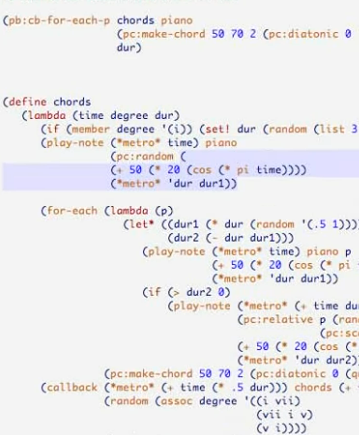 (pb:cb-for-each-p chords piano
(pc:make-chord 50 70 2 (pc:diatonic 0
dur)
(define chords
(lambda (time degree dur)
(if (member degree '(i)) (set! dur (random (list 3
(play-note (*metro* time) piano
(pc:random (
(+ 50 (* 20 (cos (* pi time))))
(*metro* 'dur dur1))
(for-each (lambda (p)
(let* ((dur1 (* dur (random '(.5 1))))
(dur2 (- dur dur1)))
(play-note (*metro* time) piano p
(+ 50 (* 20 (cos (* pi
(*metro* 'dur dur1))
(if (> dur2 0)
(play-note (*metro* (+ time du
(pc:relative p (ran
(pc:sc
(+ 50 (* 20 (cos (*
(*metro* 'dur dur2)
(pc:make-chord 50 70 2 (pc:diatonic 0 (qu
(callback (*metro* (+ time (* .5 dur))) chords (+
(random (assoc degree '((i vii)
(vii i v)
(v i))))